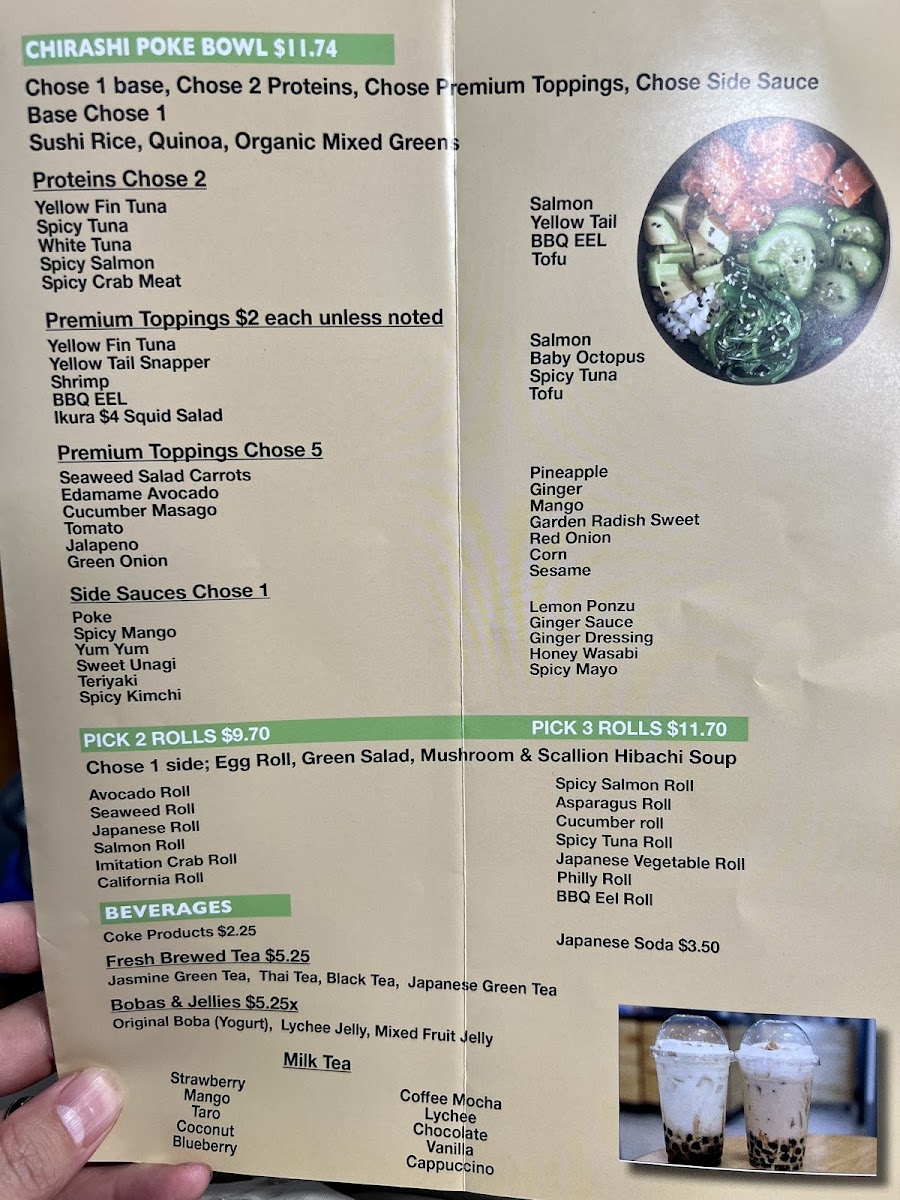 CHIRASHI POKE BOWL $11.74
Chose 1 base, Chose 2 Proteins, Chose Premium Toppings, Chose Side Sauce
Base Chose 1
Sushi Rice, Quinoa, Organic Mixed Greens
Proteins Chose 2
Yellow Fin Tuna
Spicy Tuna
White Tuna
Spicy Salmon
Spicy Crab Meat
Salmon
Yellow Tail
BBQ EEL
Tofu
Premium Toppings $2 each unless noted
Yellow Fin Tuna
Yellow Tail Snapper
Shrimp
BBQ EEL
Ikura $4 Squid Salad
Salmon
Baby Octopus
Spicy Tuna
Tofu
Premium Toppings Chose 5
Seaweed Salad Carrots
Edamame Avocado
Cucumber Masago
Tomato
Jalapeno
Green Onion
Pineapple
Ginger
Mango
Garden Radish Sweet
Red Onion
Corn
Sesame
Side Sauces Chose 1
Poke
Spicy Mango
Yum Yum
Sweet Unagi
Teriyaki
Spicy Kimchi
Lemon Ponzu
Ginger Sauce
Ginger Dressing
Honey Wasabi
Spicy Mayo
PICK 2 ROLLS $9.70
PICK 3 ROLLS $11.70
Chose 1 side; Egg Roll, Green Salad, Mushroom & Scallion Hibachi Soup
Avocado Roll
Seaweed Roll
Japanese Roll
Salmon Roll
Imitation Crab Roll
California Roll
Spicy Salmon Roll
Asparagus Roll
Cucumber roll
Spicy Tuna Roll
Japanese Vegetable Roll
Philly Roll
BBQ Eel Roll
BEVERAGES
Coke Products $2.25
Japanese Soda $3.50
Fresh Brewed Tea $5.25
Jasmine Green Tea, Thai Tea, Black Tea, Japanese Green Tea
Bobas & Jellies $5.25x
Original Boba (Yogurt), Lychee Jelly, Mixed Fruit Jelly
Milk Tea
Strawberry
Mango
Taro
Coconut
Blueberry
Coffee Mocha
Lychee
Chocolate
Vanilla
Cappuccino